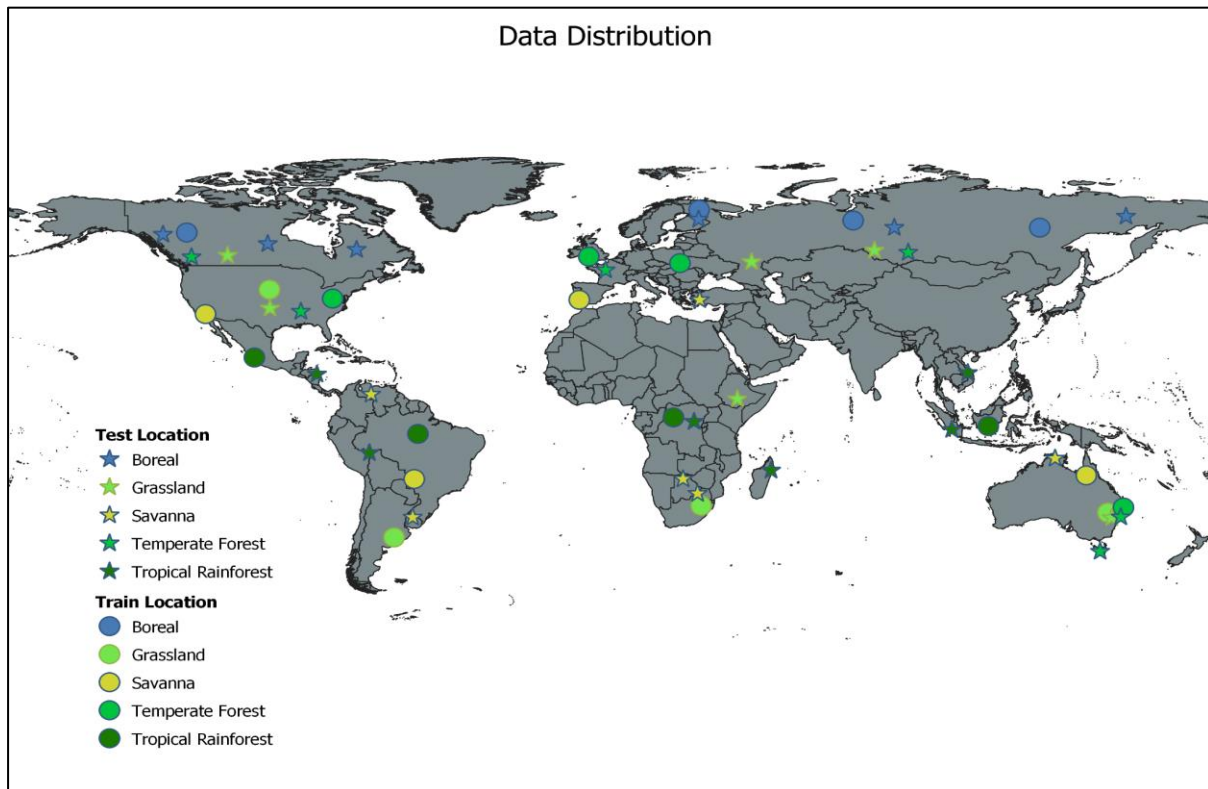 Data Distribution
Test Location
Boreal
Grassland
Savanna
Temperate Forest
Tropical Rainforest
Train Location
Boreal
Grassland
Savanna
Temperate Forest
Tropical Rainforest